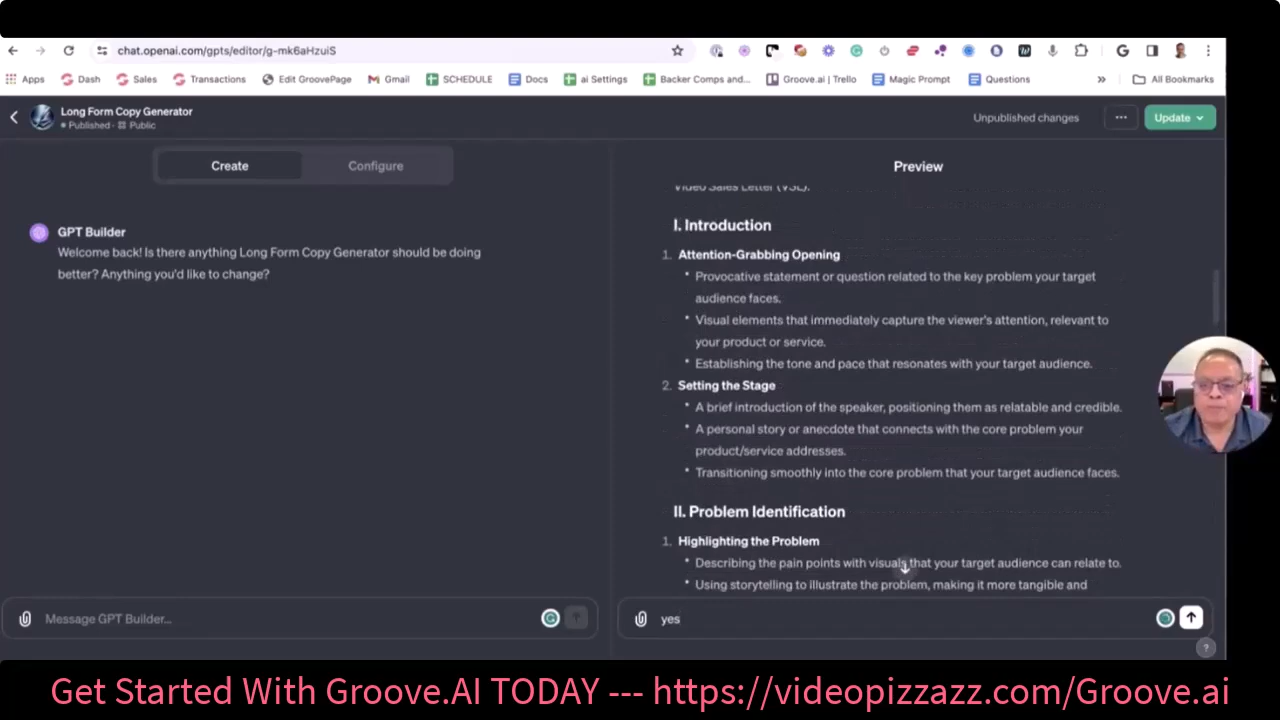 chat.openai.com/gpts/editor/g-mk6aHzuiS
Apps Dash Sales Transactions Edit GroovePage Gmail SCHEDULE Docs ai Settings Backer Comps and... Groove.ai | Trello Magic Prompt Questions » All Bookmarks
Long Form Copy Generator
Published · Public
Unpublished changes ... Update
Create Configure
Preview
GPT Builder
Welcome back! Is there anything Long Form Copy Generator should be doing
better? Anything you'd like to change?
Message GPT Builder...
Video Sales Letter (VSL).
I. Introduction
1. Attention-Grabbing Opening
• Provocative statement or question related to the key problem your target
audience faces.
• Visual elements that immediately capture the viewer's attention, relevant to
your product or service.
• Establishing the tone and pace that resonates with your target audience.
2. Setting the Stage
• A brief introduction of the speaker, positioning them as relatable and credible.
• A personal story or anecdote that connects with the core problem your
product/service addresses.
• Transitioning smoothly into the core problem that your target audience faces.
II. Problem Identification
1. Highlighting the Problem
• Describing the pain points with visuals that your target audience can relate to.
• Using storytelling to illustrate the problem, making it more tangible and
yes
?
Get Started With Groove.AI TODAY --- https://videopizzazz.com/Groove.ai